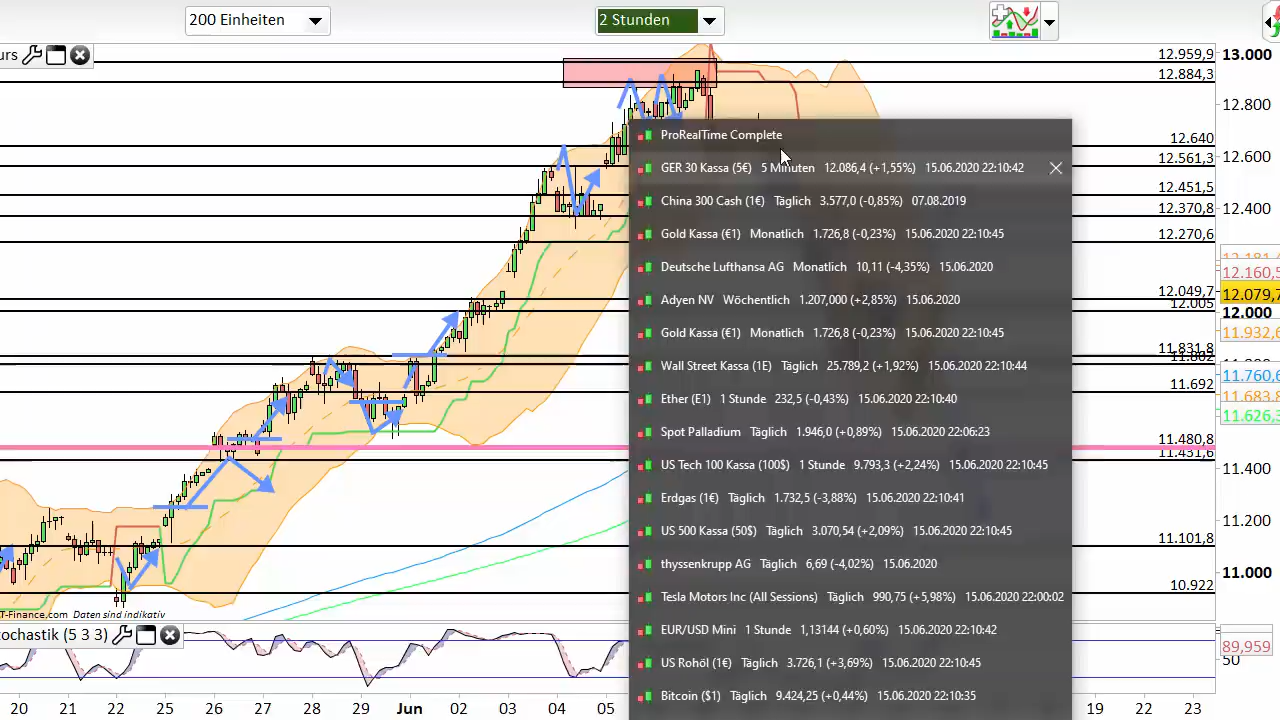 200 Einheiten
2 Stunden
urs
12.959,9
13.000
12.884,3
12.800
12.640
12.600
12.561,3
12.451,5
12.400
12.370,8
12.270,6
12.160,5
12.049,7
12.079,7
12.005
12.000
11.932,6
11.831,8
11.760,6
11.692
11.683,8
11.626,3
11.480,8
11.431,6
11.400
11.200
11.101,8
11.000
10.922
ProRealTime Complete
GER 30 Kassa (5€) 5 Minuten 12.086,4 (+1,55%) 15.06.2020 22:10:42
China 300 Cash (1€) Täglich 3.577,0 (-0,85%) 07.08.2019
Gold Kassa (€1) Monatlich 1.726,8 (-0,23%) 15.06.2020 22:10:45
Deutsche Lufthansa AG Monatlich 10,11 (-4,35%) 15.06.2020
Adyen NV Wöchentlich 1.207,000 (+2,85%) 15.06.2020
Gold Kassa (€1) Monatlich 1.726,8 (-0,23%) 15.06.2020 22:10:45
Wall Street Kassa (1E) Täglich 25.789,2 (+1,92%) 15.06.2020 22:10:44
Ether (E1) 1 Stunde 232,5 (-0,43%) 15.06.2020 22:10:40
Spot Palladium Täglich 1.946,0 (+0,89%) 15.06.2020 22:06:23
US Tech 100 Kassa (100$) 1 Stunde 9.793,3 (+2,24%) 15.06.2020 22:10:45
Erdgas (1€) Täglich 1.732,5 (-3,88%) 15.06.2020 22:10:41
US 500 Kassa (50$) Täglich 3.070,54 (+2,09%) 15.06.2020 22:10:45
thyssenkrupp AG Täglich 6,69 (-4,02%) 15.06.2020
Tesla Motors Inc (All Sessions) Täglich 990,75 (+5,98%) 15.06.2020 22:00:02
EUR/USD Mini 1 Stunde 1,13144 (+0,60%) 15.06.2020 22:10:42
US Rohöl (1€) Täglich 3.726,1 (+3,69%) 15.06.2020 22:10:45
Bitcoin ($1) Täglich 9.424,25 (+0,44%) 15.06.2020 22:10:35
T-Finance.com Daten sind indikativ
ochastik (5 3 3)
89,959
50
20 21 22 24 25 26 27 28 29 31 Jun 02 03 04 05 19 22 23